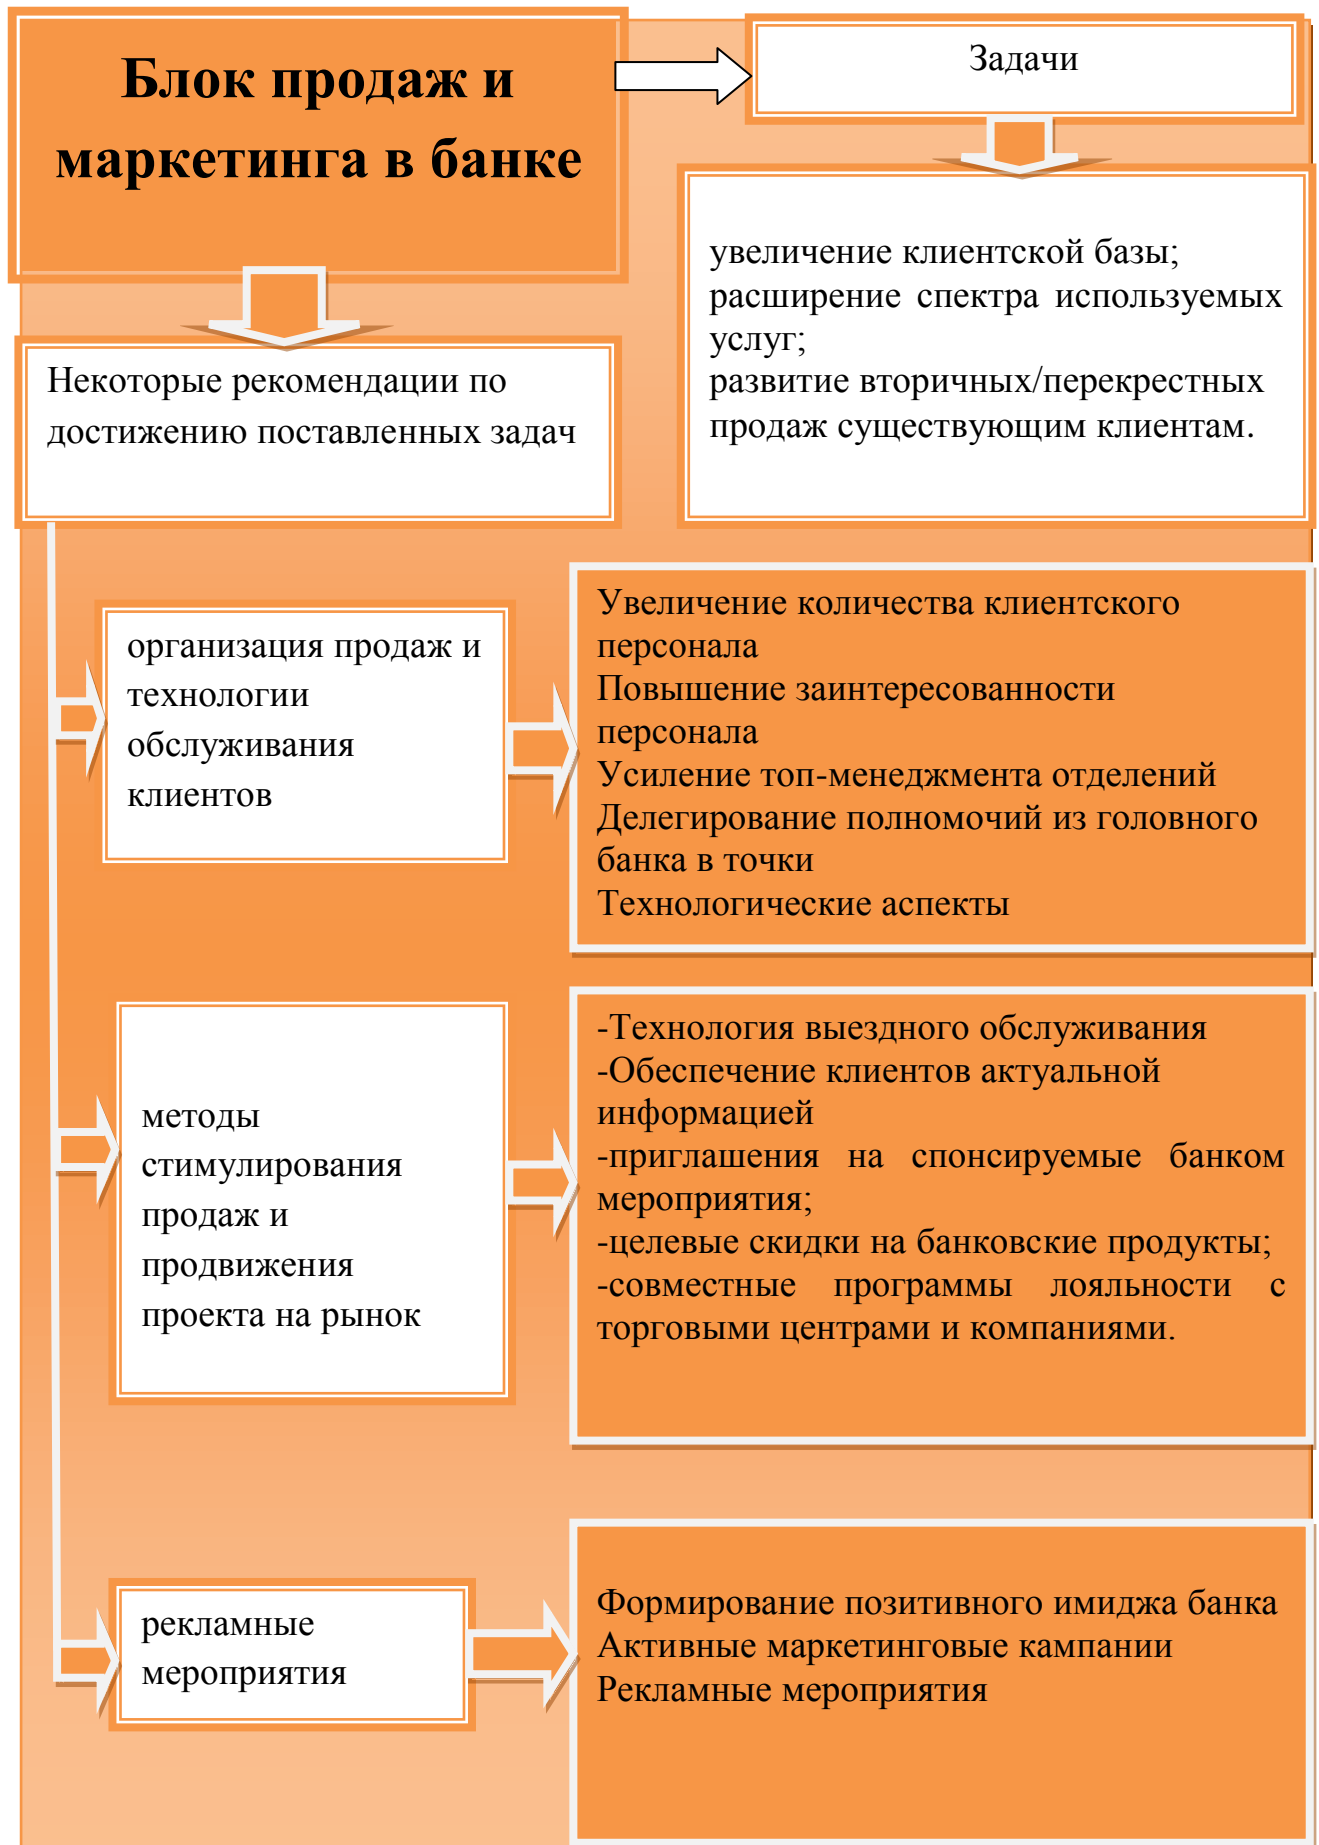 Блок продаж и
маркетинга в банке
Задачи
увеличение клиентской базы;
расширение спектра используемых
услуг;
развитие вторичных/перекрестных
продаж существующим клиентам.
Некоторые рекомендации по
достижению поставленных задач
организация продаж и
технологии
обслуживания
клиентов
Увеличение количества клиентского
персонала
Повышение заинтересованности
персонала
Усиление топ-менеджмента отделений
Делегирование полномочий из головного
банка в точки
Технологические аспекты
методы
стимулирования
продаж и
продвижения
проекта на рынок
-Технология выездного обслуживания
-Обеспечение клиентов актуальной
информацией
-приглашения на спонсируемые банком
мероприятия;
-целевые скидки на банковские продукты;
-совместные программы лояльности с
торговыми центрами и компаниями.
рекламные
мероприятия
Формирование позитивного имиджа банка
Активные маркетинговые кампании
Рекламные мероприятия